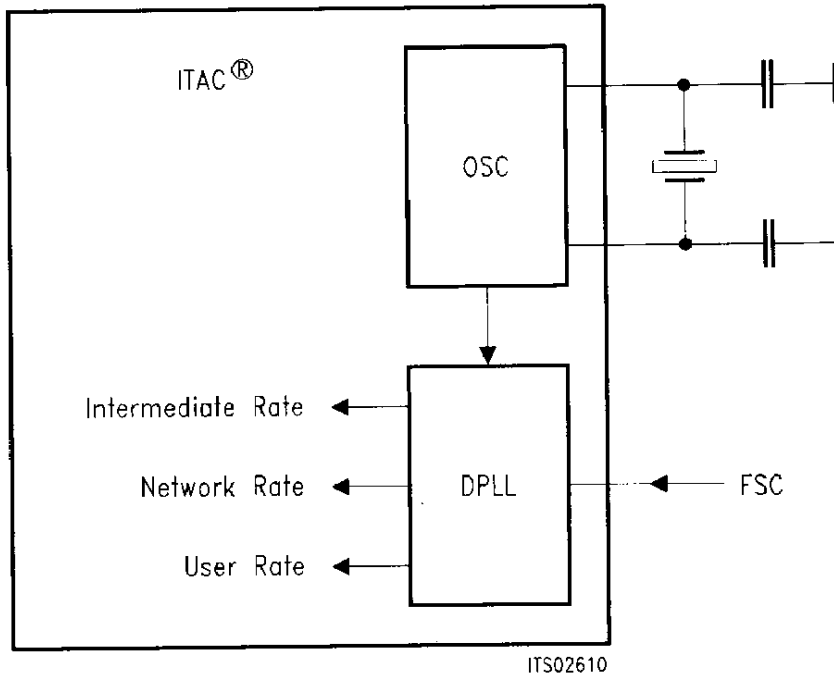 ITAC®
OSC
Intermediate Rate
Network Rate
DPLL
FSC
User Rate
ITS02610